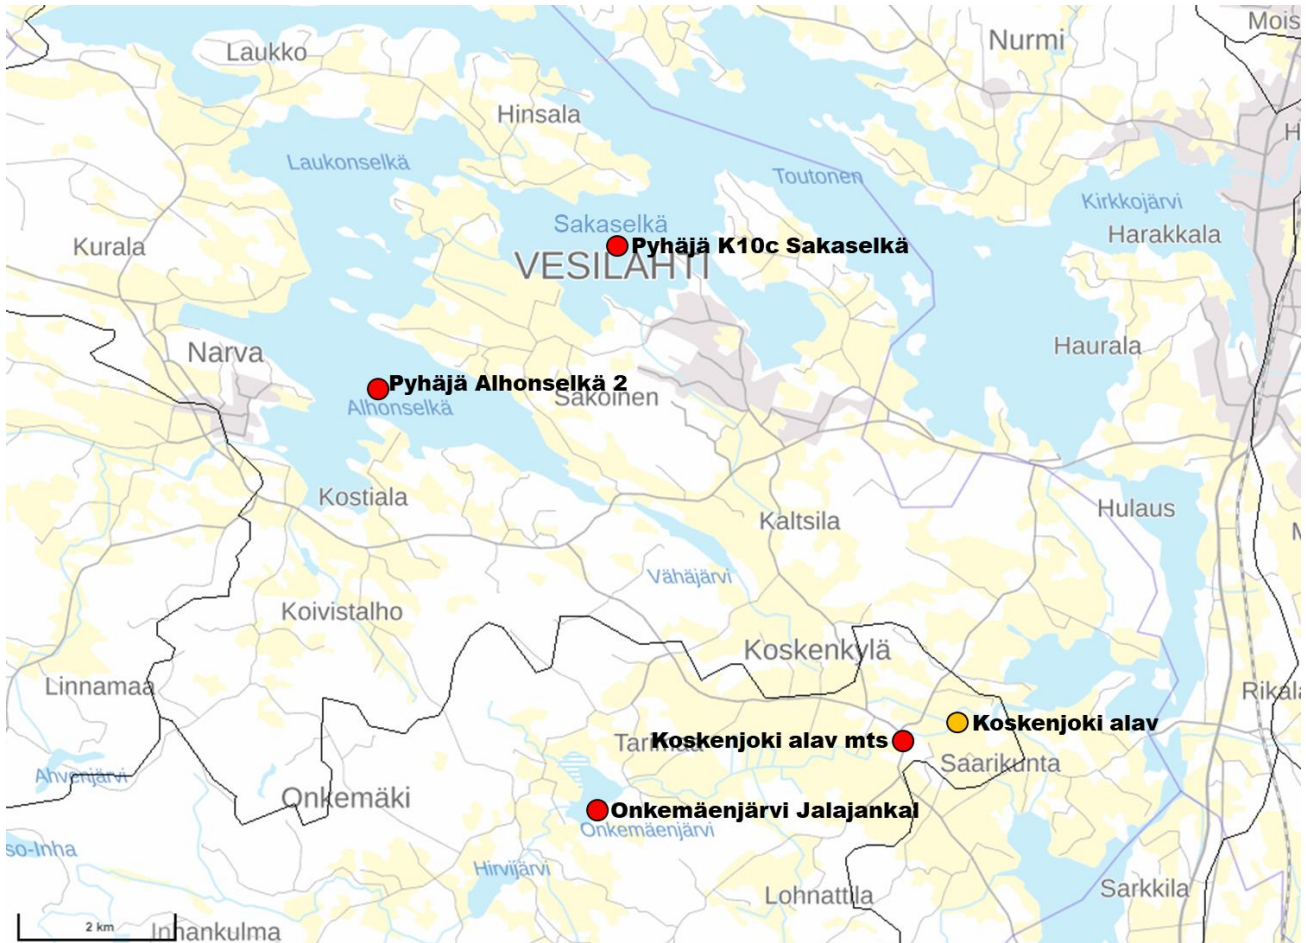 Mois
Nurmi
Laukko
Hinsala
H
Laukonselkä
Toutonen
Kirkkojärvi
Sakaselkä
Harakkala
Kurala
Pyhäjä K10c Sakaselkä
VESILAHTI
Haurala
Narva
Pyhäjä Alhonselkä 2
Alhonselkä
Sakoinen
Kostiala
Hulaus
Kaltsila
Vähäjärvi
Koivistalho
Koskenkylä
Linnamaa
Rikala
Koskenjoki alav
Koskenjoki alav mts
Saarikunta
Ahvenjärvi
Onkemäki
Onkemäenjärvi Jalajankal
Onkemäenjärvi
so-Inha
Hirvijärvi
Lohnattila
Sarkkila
2 km
Inhankulma